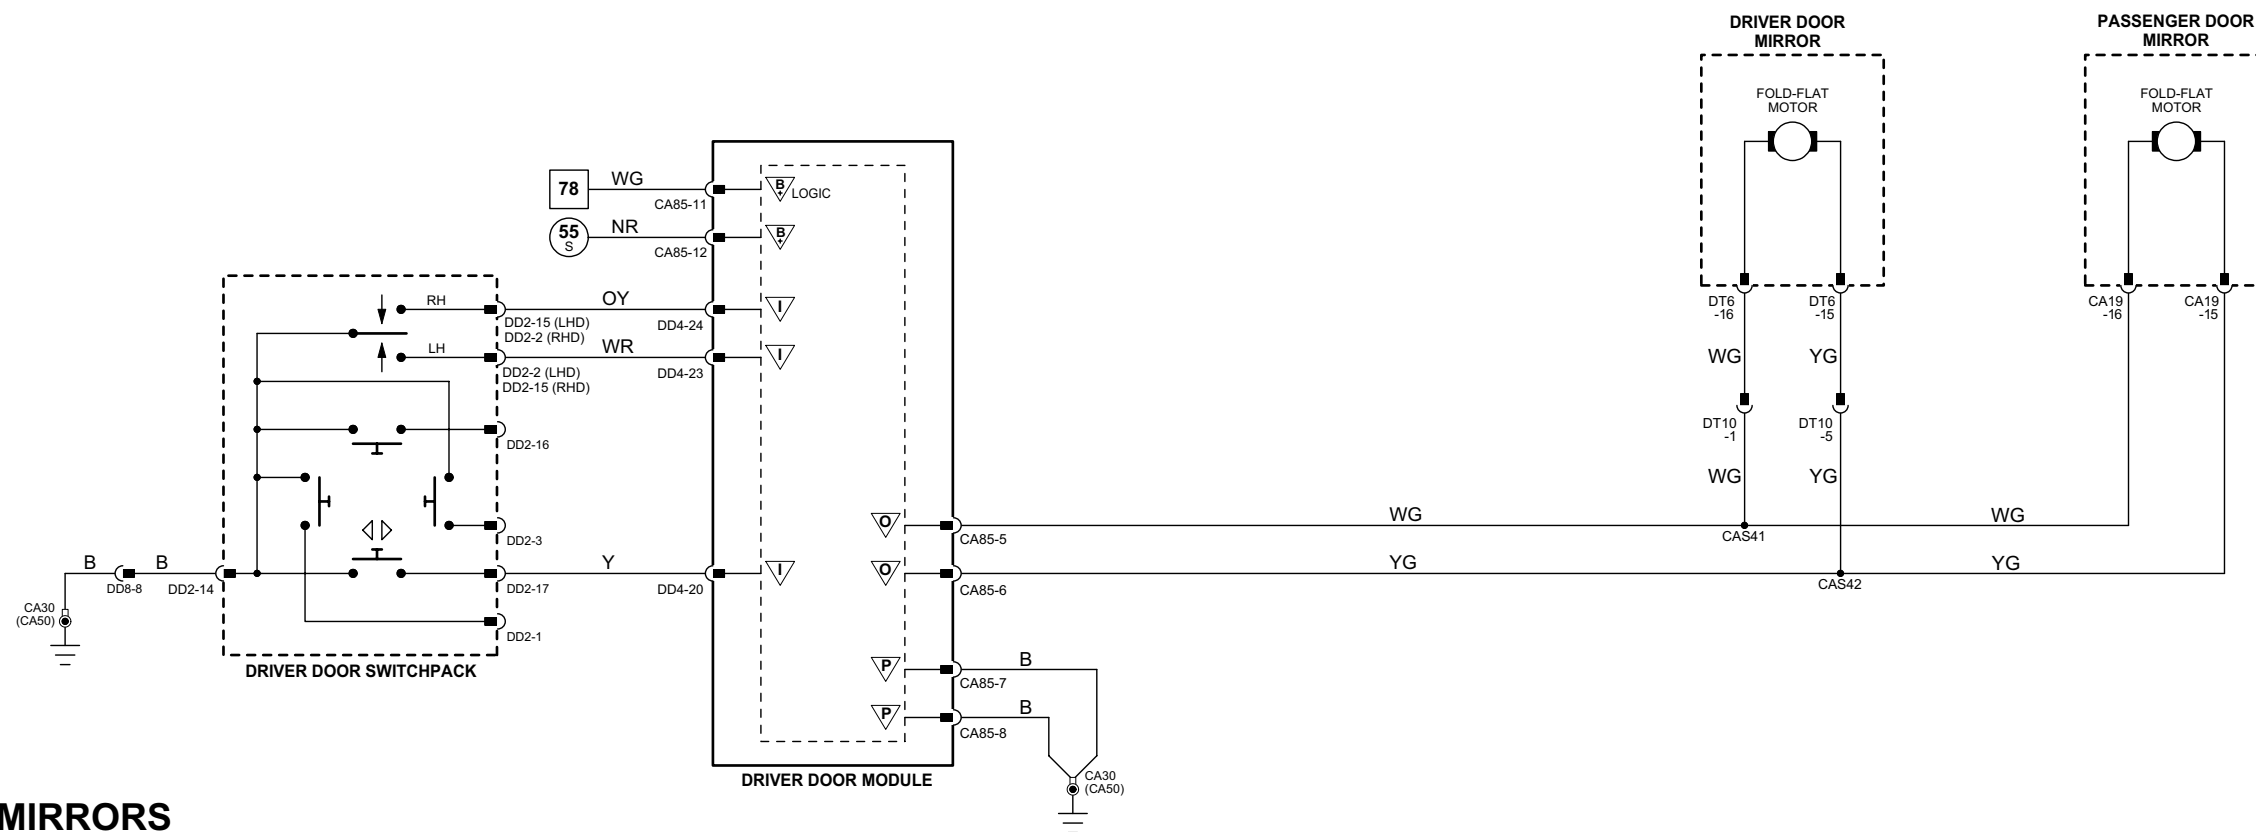 DRIVER DOOR
MIRROR
PASSENGER DOOR
MIRROR
FOLD-FLAT
MOTOR
FOLD-FLAT
MOTOR
78
WG
CA85-11
B
+
LOGIC
55
S
NR
CA85-12
B
+
RH
OY
DD2-15 (LHD)
DD2-2 (RHD)
DD4-24
I
LH
WR
DD2-2 (LHD)
DD2-15 (RHD)
DD4-23
I
DT6
-16
DT6
-15
CA19
-16
CA19
-15
WG
YG
DT10
-1
DT10
-5
WG
YG
DD2-16
DD2-3
O
CA85-5
WG
CAS41
WG
B
B
DD8-8
DD2-14
DD2-17
Y
DD4-20
I
O
CA85-6
YG
CAS42
YG
CA30
(CA50)
DD2-1
DRIVER DOOR SWITCHPACK
P
CA85-7
B
P
CA85-8
B
CA30
(CA50)
DRIVER DOOR MODULE
MIRRORS